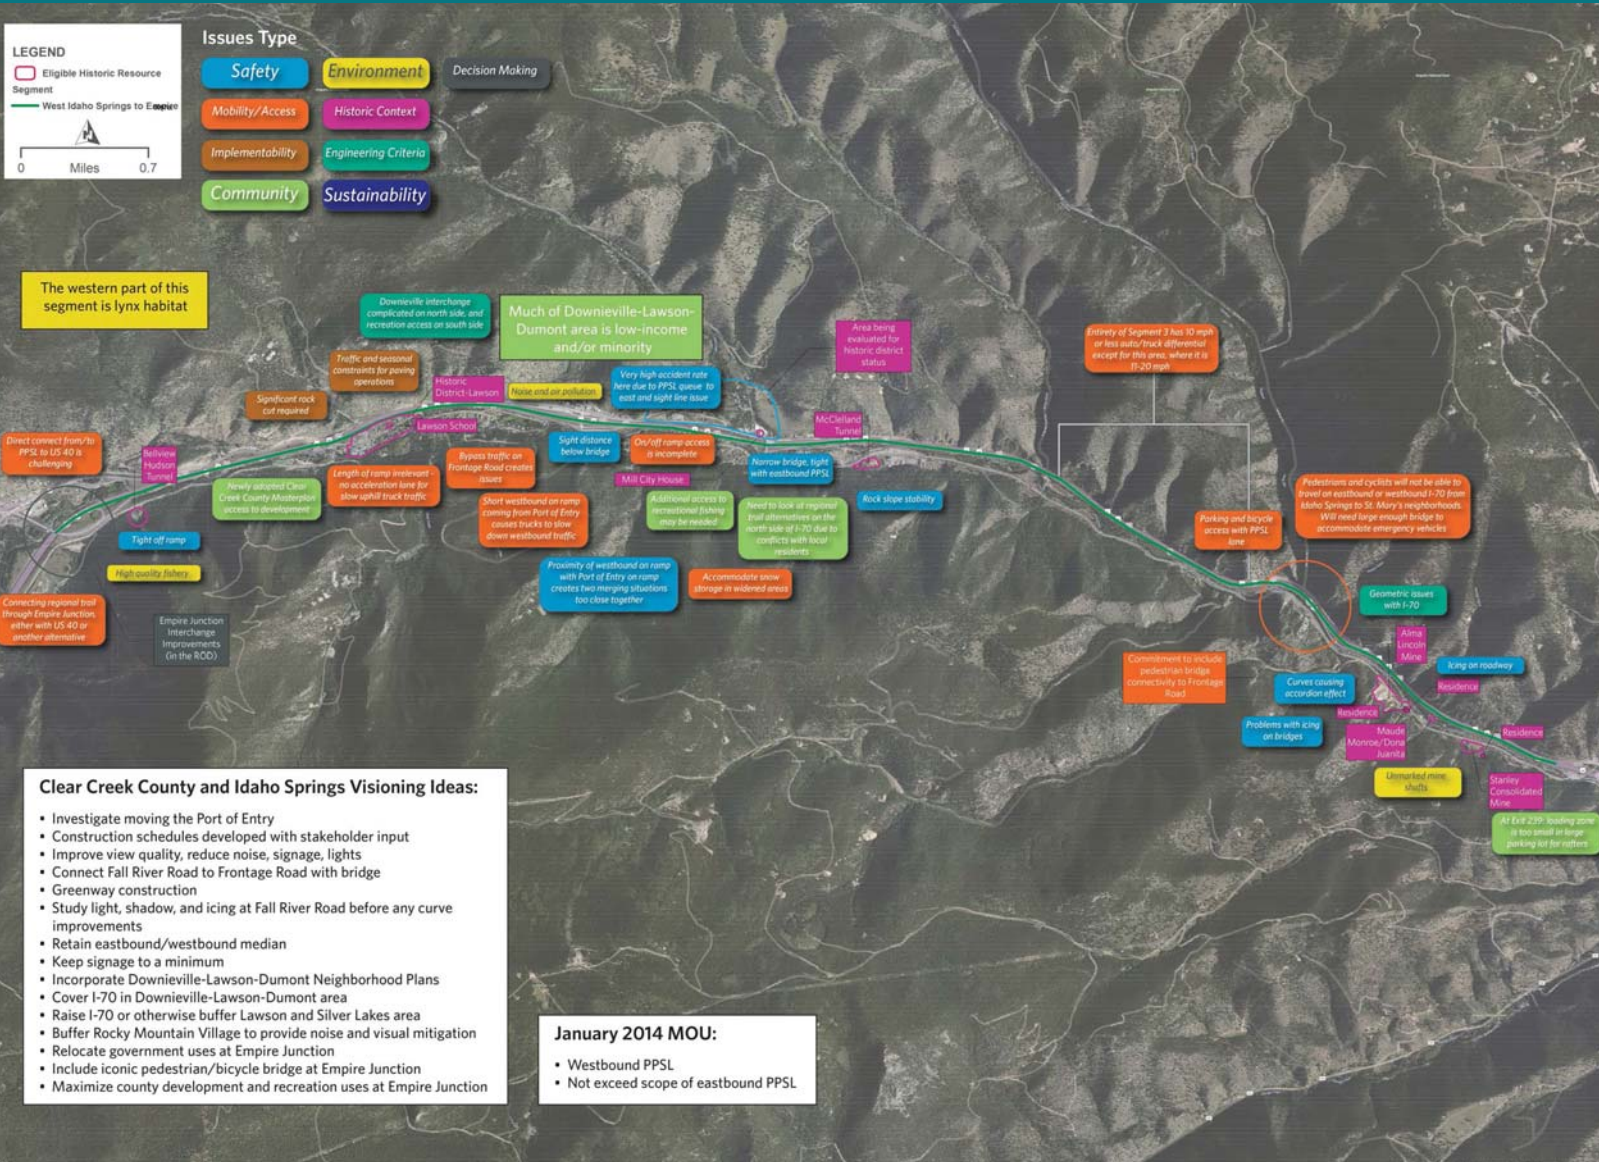 LEGEND
Eligible Historic Resource
Segment
West Idaho Springs to Empire
N
0 Miles 0.7
Issues Type
Safety
Environment
Decision Making
Mobility/Access
Historic Context
Implementability
Engineering Criteria
Community
Sustainability
The western part of this
segment is lynx habitat
Downieville interchange
complicated on north side, and
recreation access on south side
Much of Downieville-Lawson-
Dumont area is low-income
and/or minority
Area being
evaluated for
historic district
status
Entirety of Segment 3 has 10 mph
or less auto/truck differential
except for this area, where it is
11-20 mph
Traffic and seasonal
constraints for paving
operations
Historic
District-Lawson
Noise and air pollution
Very high accident rate
here due to PPSL queue to
east and sight line issue
Significant rock
cut required
Lawson School
McClelland
Tunnel
Direct connect from/to
PPSL to US 40 is
challenging
Bellview
Hudson
Tunnel
Sight distance
below bridge
On/off ramp access
is incomplete
Narrow bridge, tight
with eastbound PPSL
Length of ramp irrelevant -
no acceleration lane for
slow uphill truck traffic
Bypass traffic on
Frontage Road creates
issues
Mill City House
Newly adopted Clear
Creek County Masterplan
access to development
Short westbound on ramp
coming from Port of Entry
causes trucks to slow
down westbound traffic
Additional access to
recreational fishing
may be needed
Need to look at regional
trail alternatives on the
north side of I-70 due to
conflicts with local
residents
Rock slope stability
Parking and bicycle
access with PPSL
lane
Pedestrians and cyclists will not be able to
travel on eastbound or westbound I-70 from
Idaho Springs to St. Mary's neighborhoods.
Will need large enough bridge to
accommodate emergency vehicles
Tight off ramp
High quality fishery
Proximity of westbound on ramp
with Port of Entry on ramp
creates two merging situations
too close together
Accommodate snow
storage in widened areas
Connecting regional trail
through Empire Junction,
either with US 40 or
another alternative
Empire Junction
Interchange
Improvements
(in the ROD)
Geometric issues
with I-70
Alma
Lincoln
Mine
Icing on roadway
Commitment to include
pedestrian bridge
connectivity to Frontage
Road
Curves causing
accordion effect
Residence
Residence
Problems with icing
on bridges
Maude
Monroe/Dona
Juanita
Residence
Unmarked mine
shafts
Stanley
Consolidated
Mine
At Exit 239: loading zone
is too small in large
parking lot for rafters
Clear Creek County and Idaho Springs Visioning Ideas:
• Investigate moving the Port of Entry
• Construction schedules developed with stakeholder input
• Improve view quality, reduce noise, signage, lights
• Connect Fall River Road to Frontage Road with bridge
• Greenway construction
• Study light, shadow, and icing at Fall River Road before any curve
improvements
• Retain eastbound/westbound median
• Keep signage to a minimum
• Incorporate Downieville-Lawson-Dumont Neighborhood Plans
• Cover I-70 in Downieville-Lawson-Dumont area
• Raise I-70 or otherwise buffer Lawson and Silver Lakes area
• Buffer Rocky Mountain Village to provide noise and visual mitigation
• Relocate government uses at Empire Junction
• Include iconic pedestrian/bicycle bridge at Empire Junction
• Maximize county development and recreation uses at Empire Junction
January 2014 MOU:
• Westbound PPSL
• Not exceed scope of eastbound PPSL